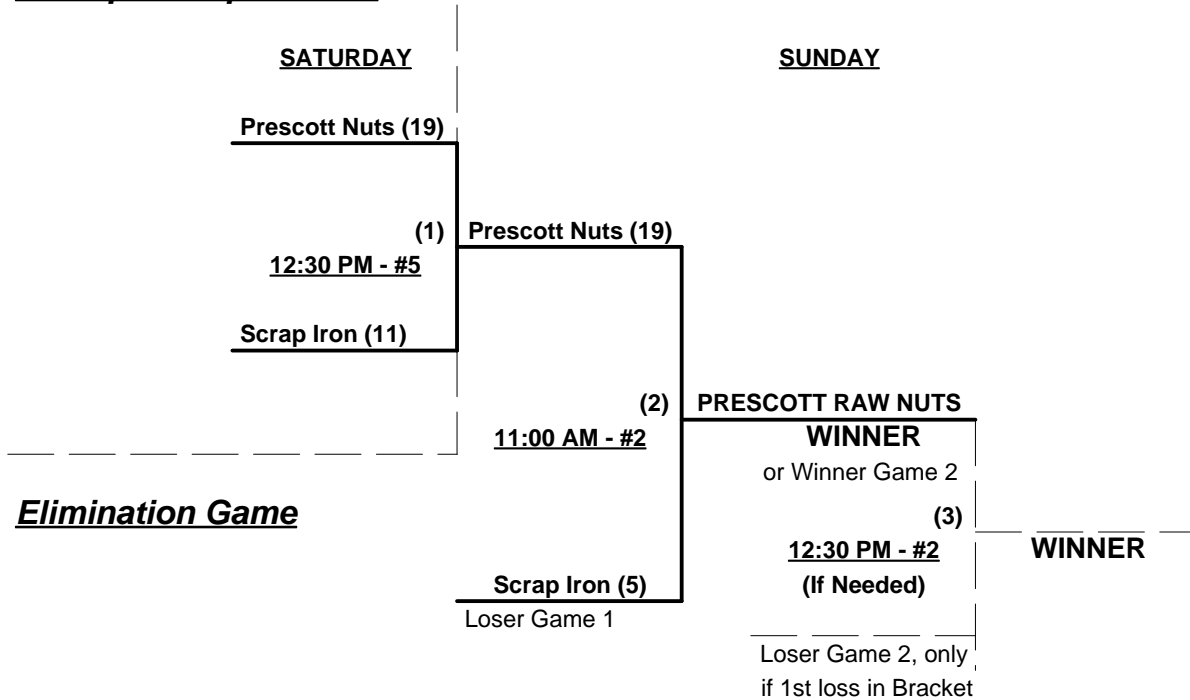 SATURDAY
SUNDAY
Prescott Nuts (19)
(1)
Prescott Nuts (19)
12:30 PM - #5
Scrap Iron (11)
(2)
PRESCOTT RAW NUTS
11:00 AM - #2
WINNER
or Winner Game 2
Elimination Game
(3)
12:30 PM - #2
WINNER
(If Needed)
Scrap Iron (5)
Loser Game 1
Loser Game 2, only
if 1st loss in Bracket